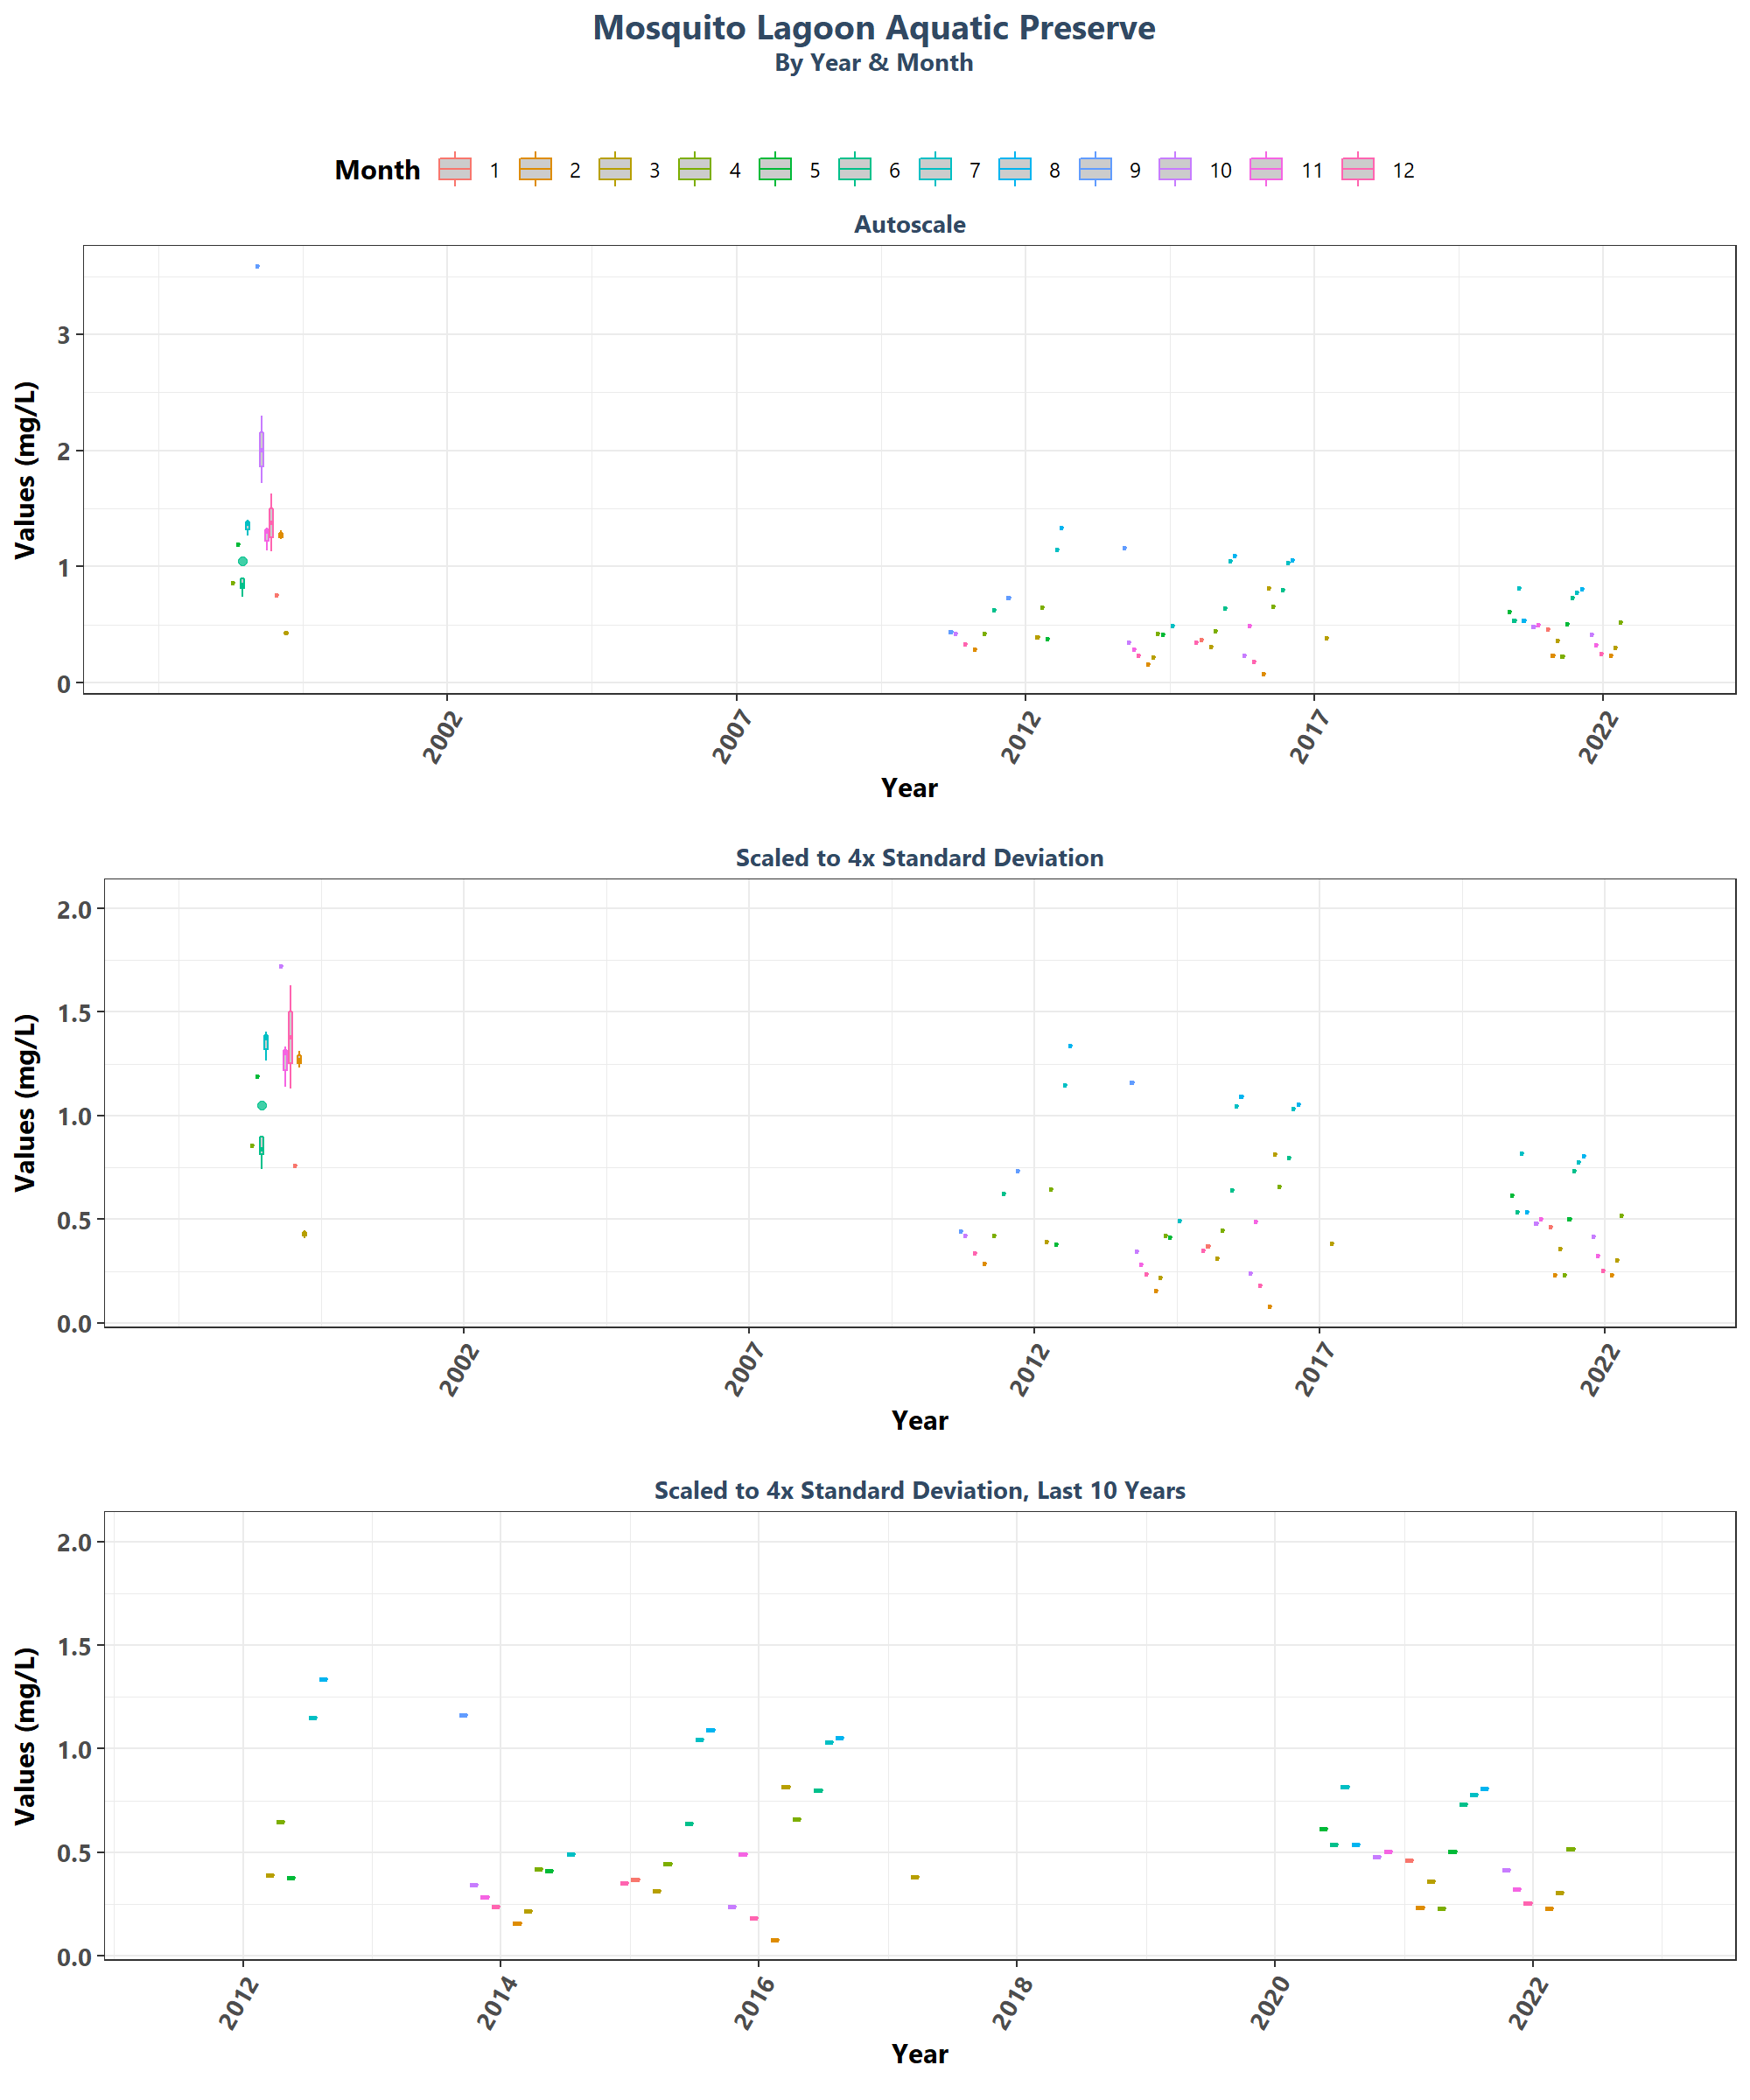 Mosquito Lagoon Aquatic Preserve
By Year & Month
Month 1 2 3 4 5 6 7 8 9 10 11 12
Autoscale
Values (mg/L)
3
2
1
0
2002 2007 2012 2017 2022
Year
Scaled to 4x Standard Deviation
Values (mg/L)
2.0
1.5
1.0
0.5
0.0
2002 2007 2012 2017 2022
Year
Scaled to 4x Standard Deviation, Last 10 Years
Values (mg/L)
2.0
1.5
1.0
0.5
0.0
2012 2014 2016 2018 2020 2022
Year